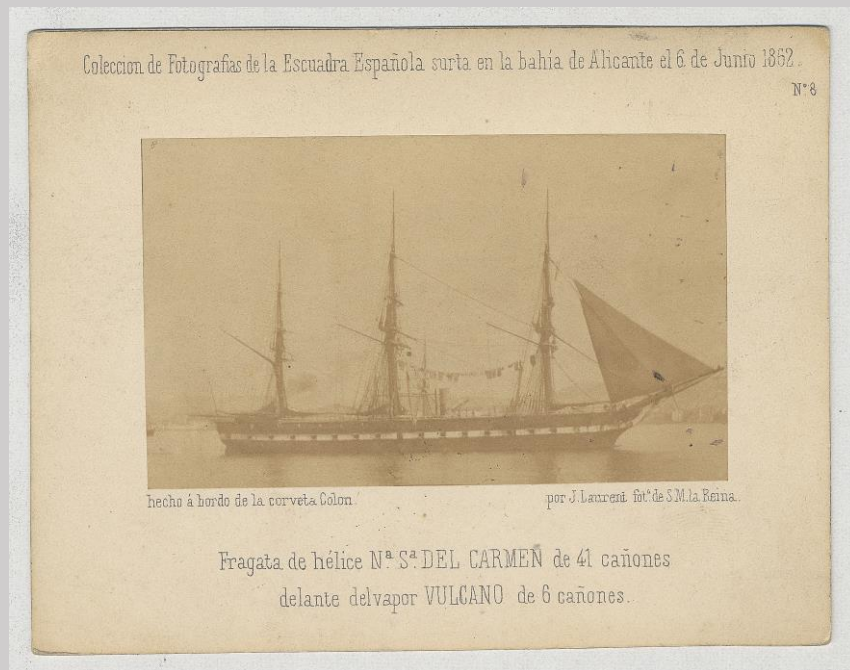 Coleccion de Fotografias de la Escuadra Española surta en la bahía de Alicante el 6 de Junio 1862.
Nº 8
hecho á bordo de la corveta Colon.
por J. Laurent fotº. de S.M. la Reina.
Fragata de hélice Nª. Sª. DEL CARMEN de 41 cañones
delante del vapor VULCANO de 6 cañones.